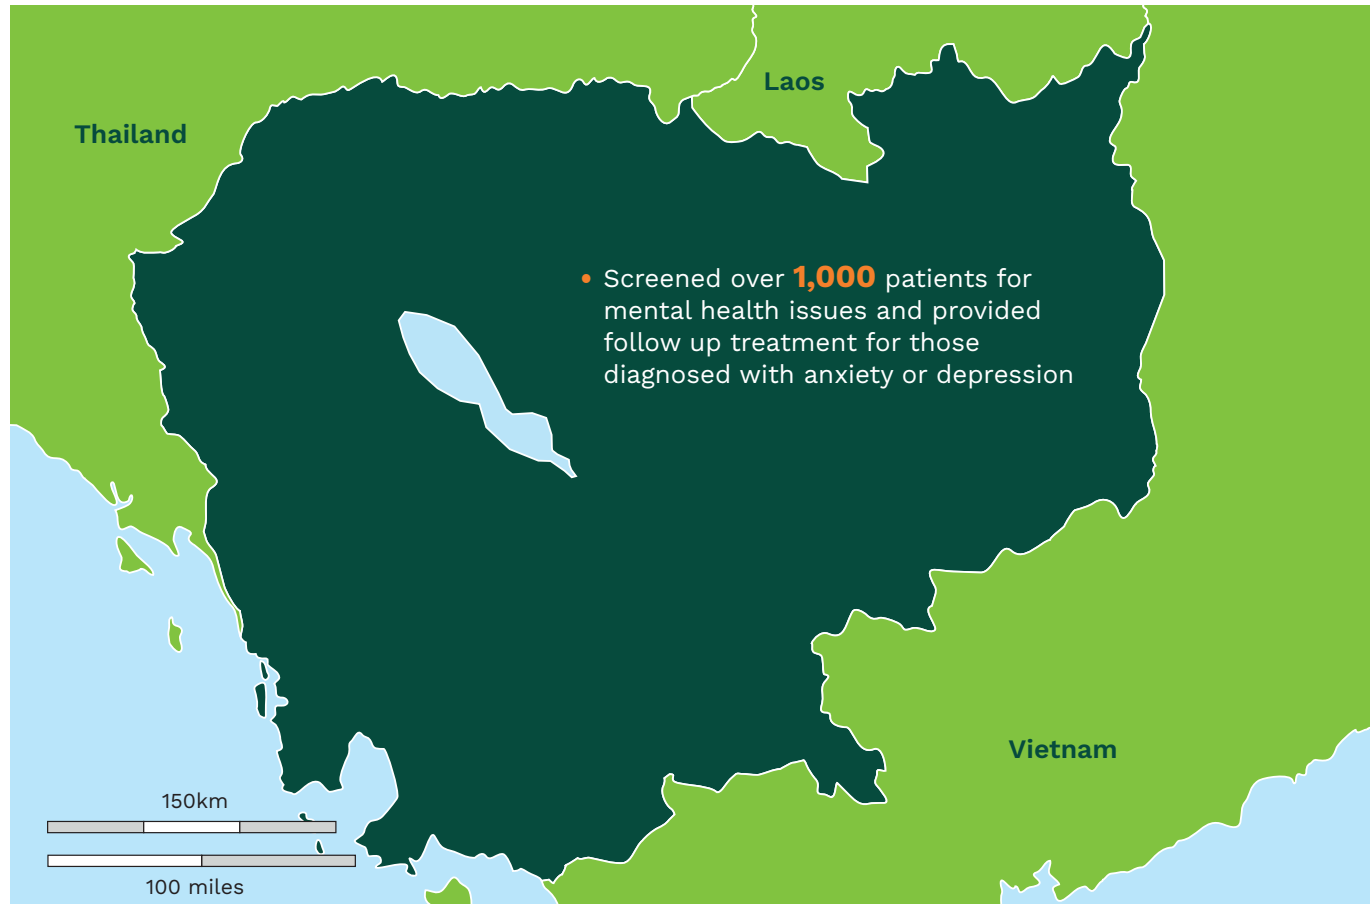 Laos
Thailand
• Screened over 1,000 patients for
mental health issues and provided
follow up treatment for those
diagnosed with anxiety or depression
Vietnam
150km
100 miles